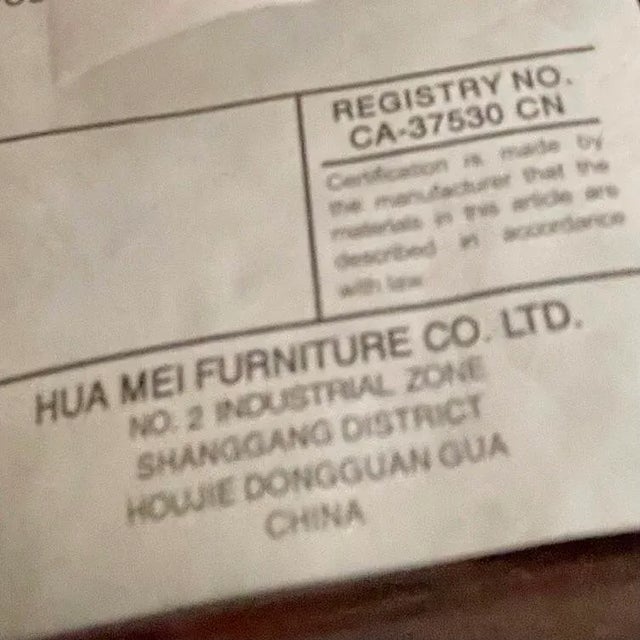 REGISTRY NO.
CA-37530 CN
Certification is made by
the manufacturer that the
materials in this article are
described in accordance
with law.
HUA MEI FURNITURE CO. LTD.
NO. 2 INDUSTRIAL ZONE
SHANGGANG DISTRICT
HOUJIE DONGGUAN GUA
CHINA